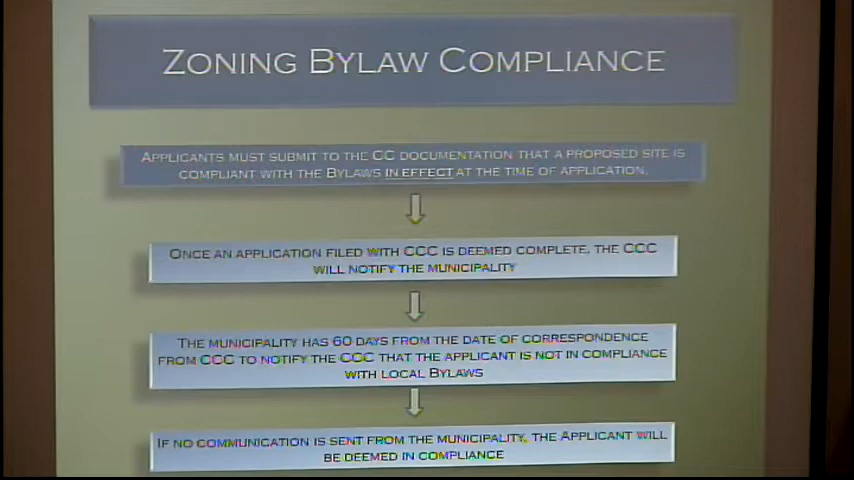 ZONING BYLAW COMPLIANCE
APPLICANTS MUST SUBMIT TO THE CC DOCUMENTATION THAT A PROPOSED SITE IS
COMPLIANT WITH THE BYLAWS IN EFFECT AT THE TIME OF APPLICATION.
ONCE AN APPLICATION FILED WITH CCC IS DEEMED COMPLETE, THE CCC
WILL NOTIFY THE MUNICIPALITY
THE MUNICIPALITY HAS 60 DAYS FROM THE DATE OF CORRESPONDENCE
FROM CCC TO NOTIFY THE CCC THAT THE APPLICANT IS NOT IN COMPLIANCE
WITH LOCAL BYLAWS
IF NO COMMUNICATION IS SENT FROM THE MUNICIPALITY, THE APPLICANT WILL
BE DEEMED IN COMPLIANCE